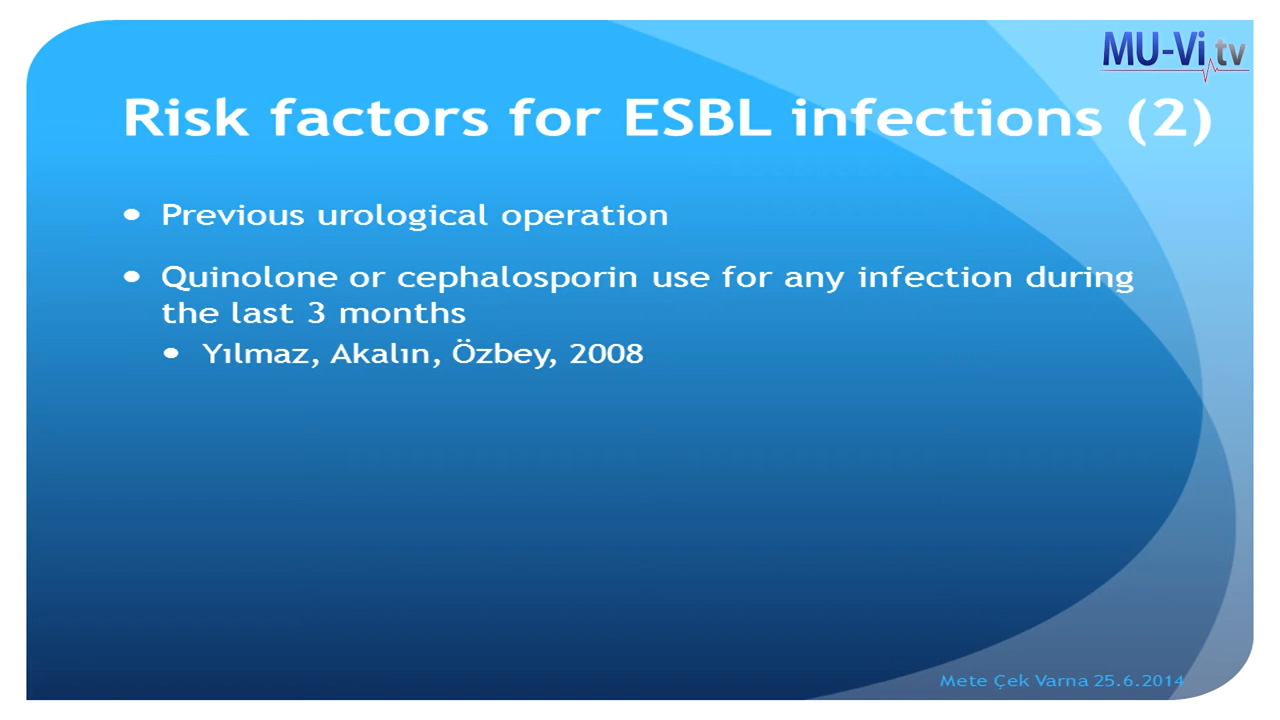 MU-Vi.tv
Risk factors for ESBL infections (2)
• Previous urological operation
• Quinolone or cephalosporin use for any infection during
the last 3 months
• Yılmaz, Akalın, Özbey, 2008
Mete Çek Varna 25.6.2014